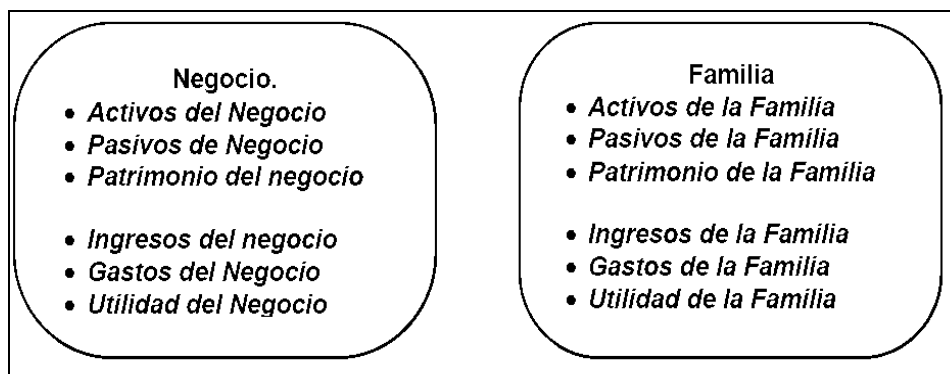 Negocio.
• Activos del Negocio
• Pasivos de Negocio
• Patrimonio del negocio
• Ingresos del negocio
• Gastos del Negocio
• Utilidad del Negocio
Familia
• Activos de la Familia
• Pasivos de la Familia
• Patrimonio de la Familia
• Ingresos de la Familia
• Gastos de la Familia
• Utilidad de la Familia